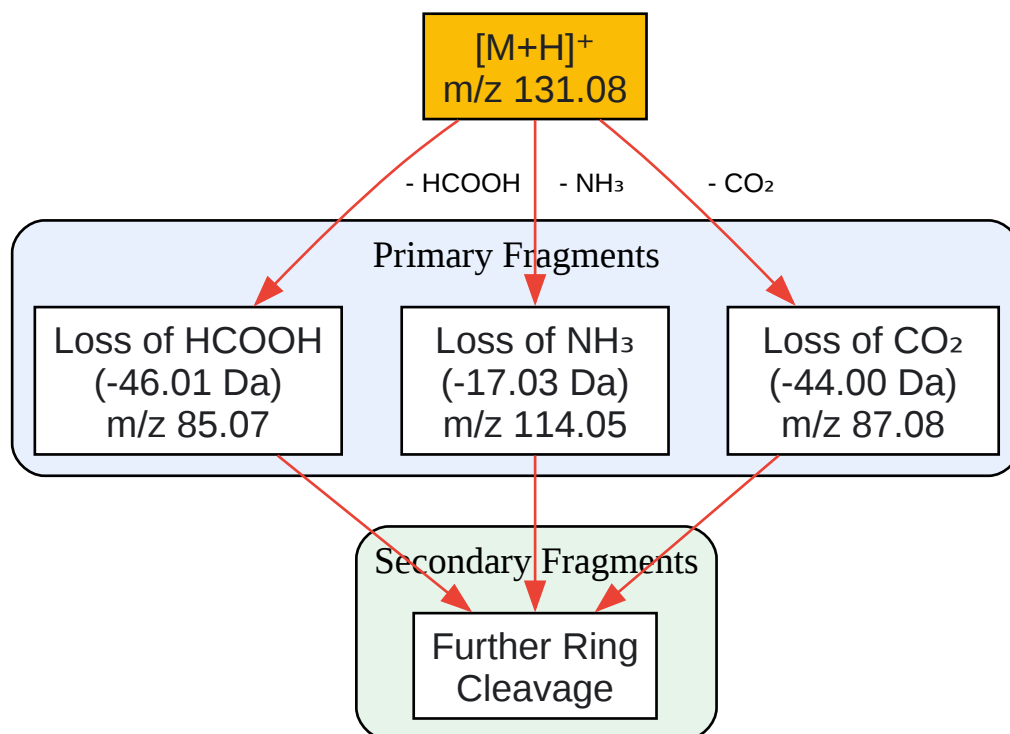 [M+H]⁺
m/z 131.08
- HCOOH
- NH₃
- CO₂
Primary Fragments
Loss of HCOOH
(-46.01 Da)
m/z 85.07
Loss of NH₃
(-17.03 Da)
m/z 114.05
Loss of CO₂
(-44.00 Da)
m/z 87.08
Secondary Fragments
Further Ring
Cleavage